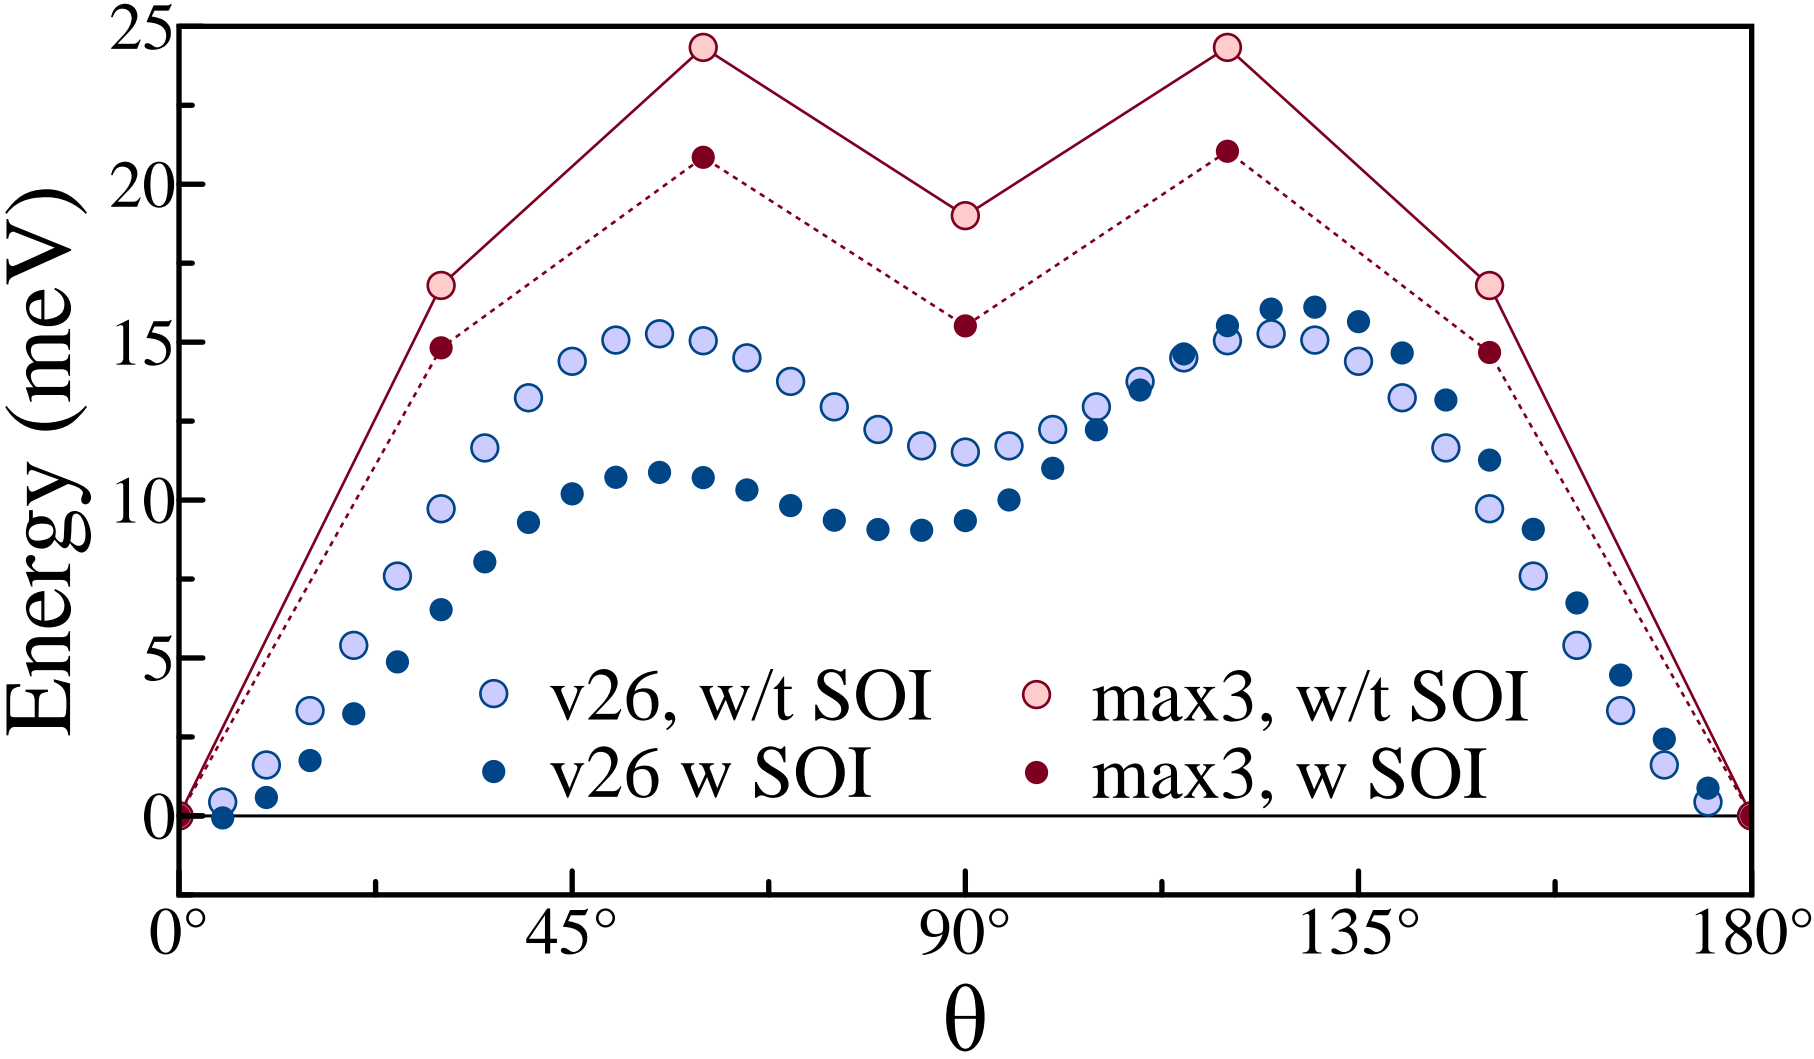 25
20
15
10
5
0
Energy (meV)
v26, w/t SOI
max3, w/t SOI
v26 w SOI
max3, w SOI
0° 45° 90° 135° 180°
θ